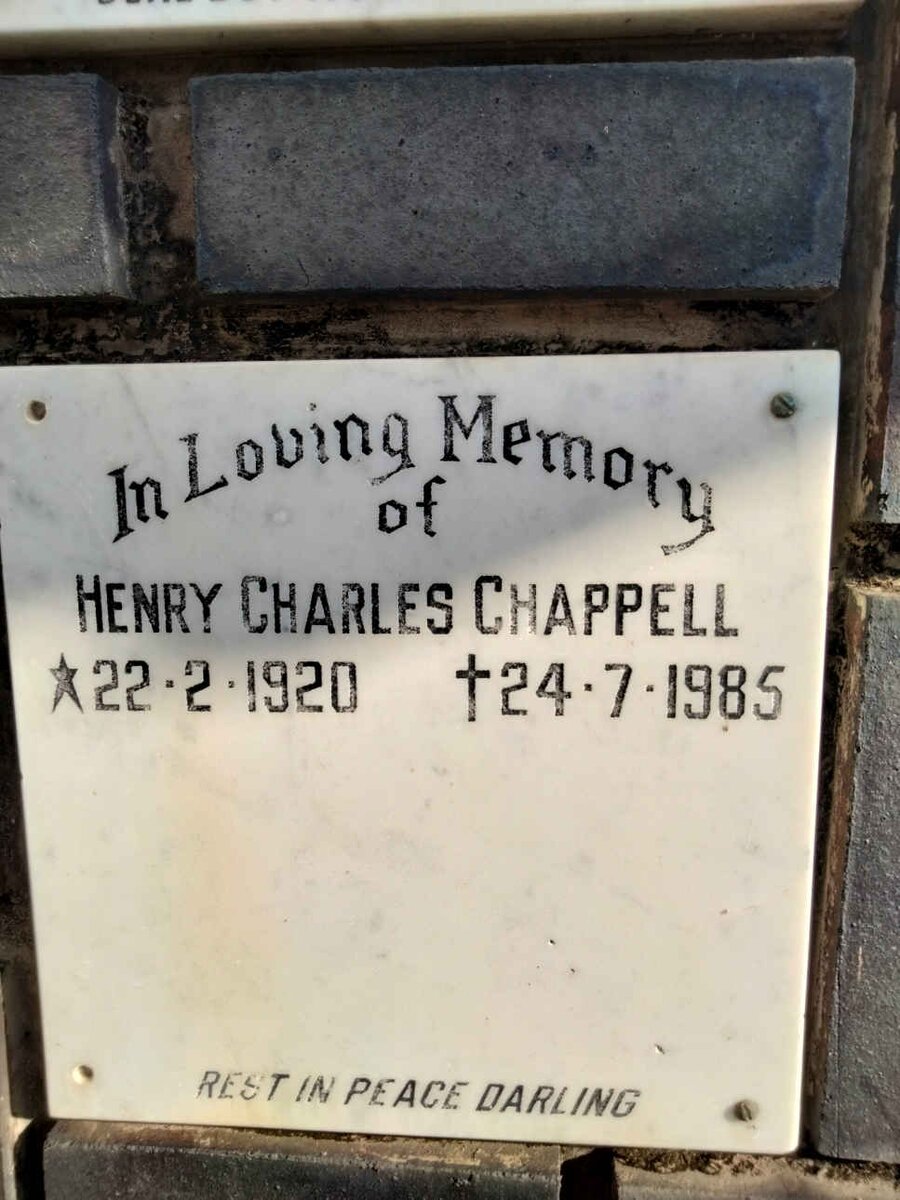 In Loving Memory
of
HENRY CHARLES CHAPPELL
★22·2·1920 ✝24·7·1985
REST IN PEACE DARLING